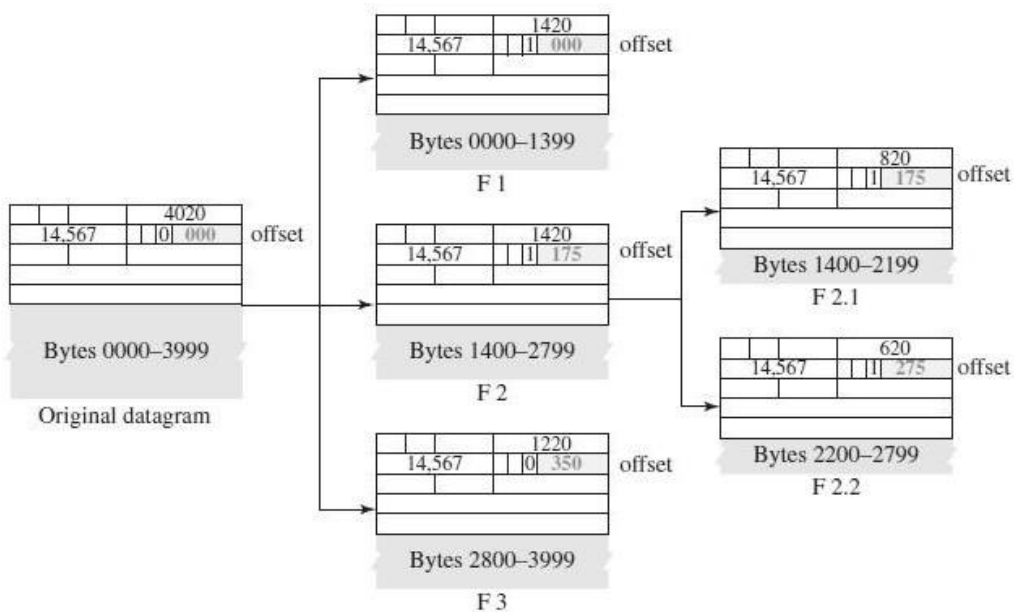 4020
14,567 0 000 offset
Bytes 0000–3999
Original datagram
1420
14,567 1 000 offset
Bytes 0000–1399
F 1
1420
14,567 1 175 offset
Bytes 1400–2799
F 2
1220
14,567 0 350 offset
Bytes 2800–3999
F 3
820
14,567 1 175 offset
Bytes 1400–2199
F 2.1
620
14,567 1 275 offset
Bytes 2200–2799
F 2.2